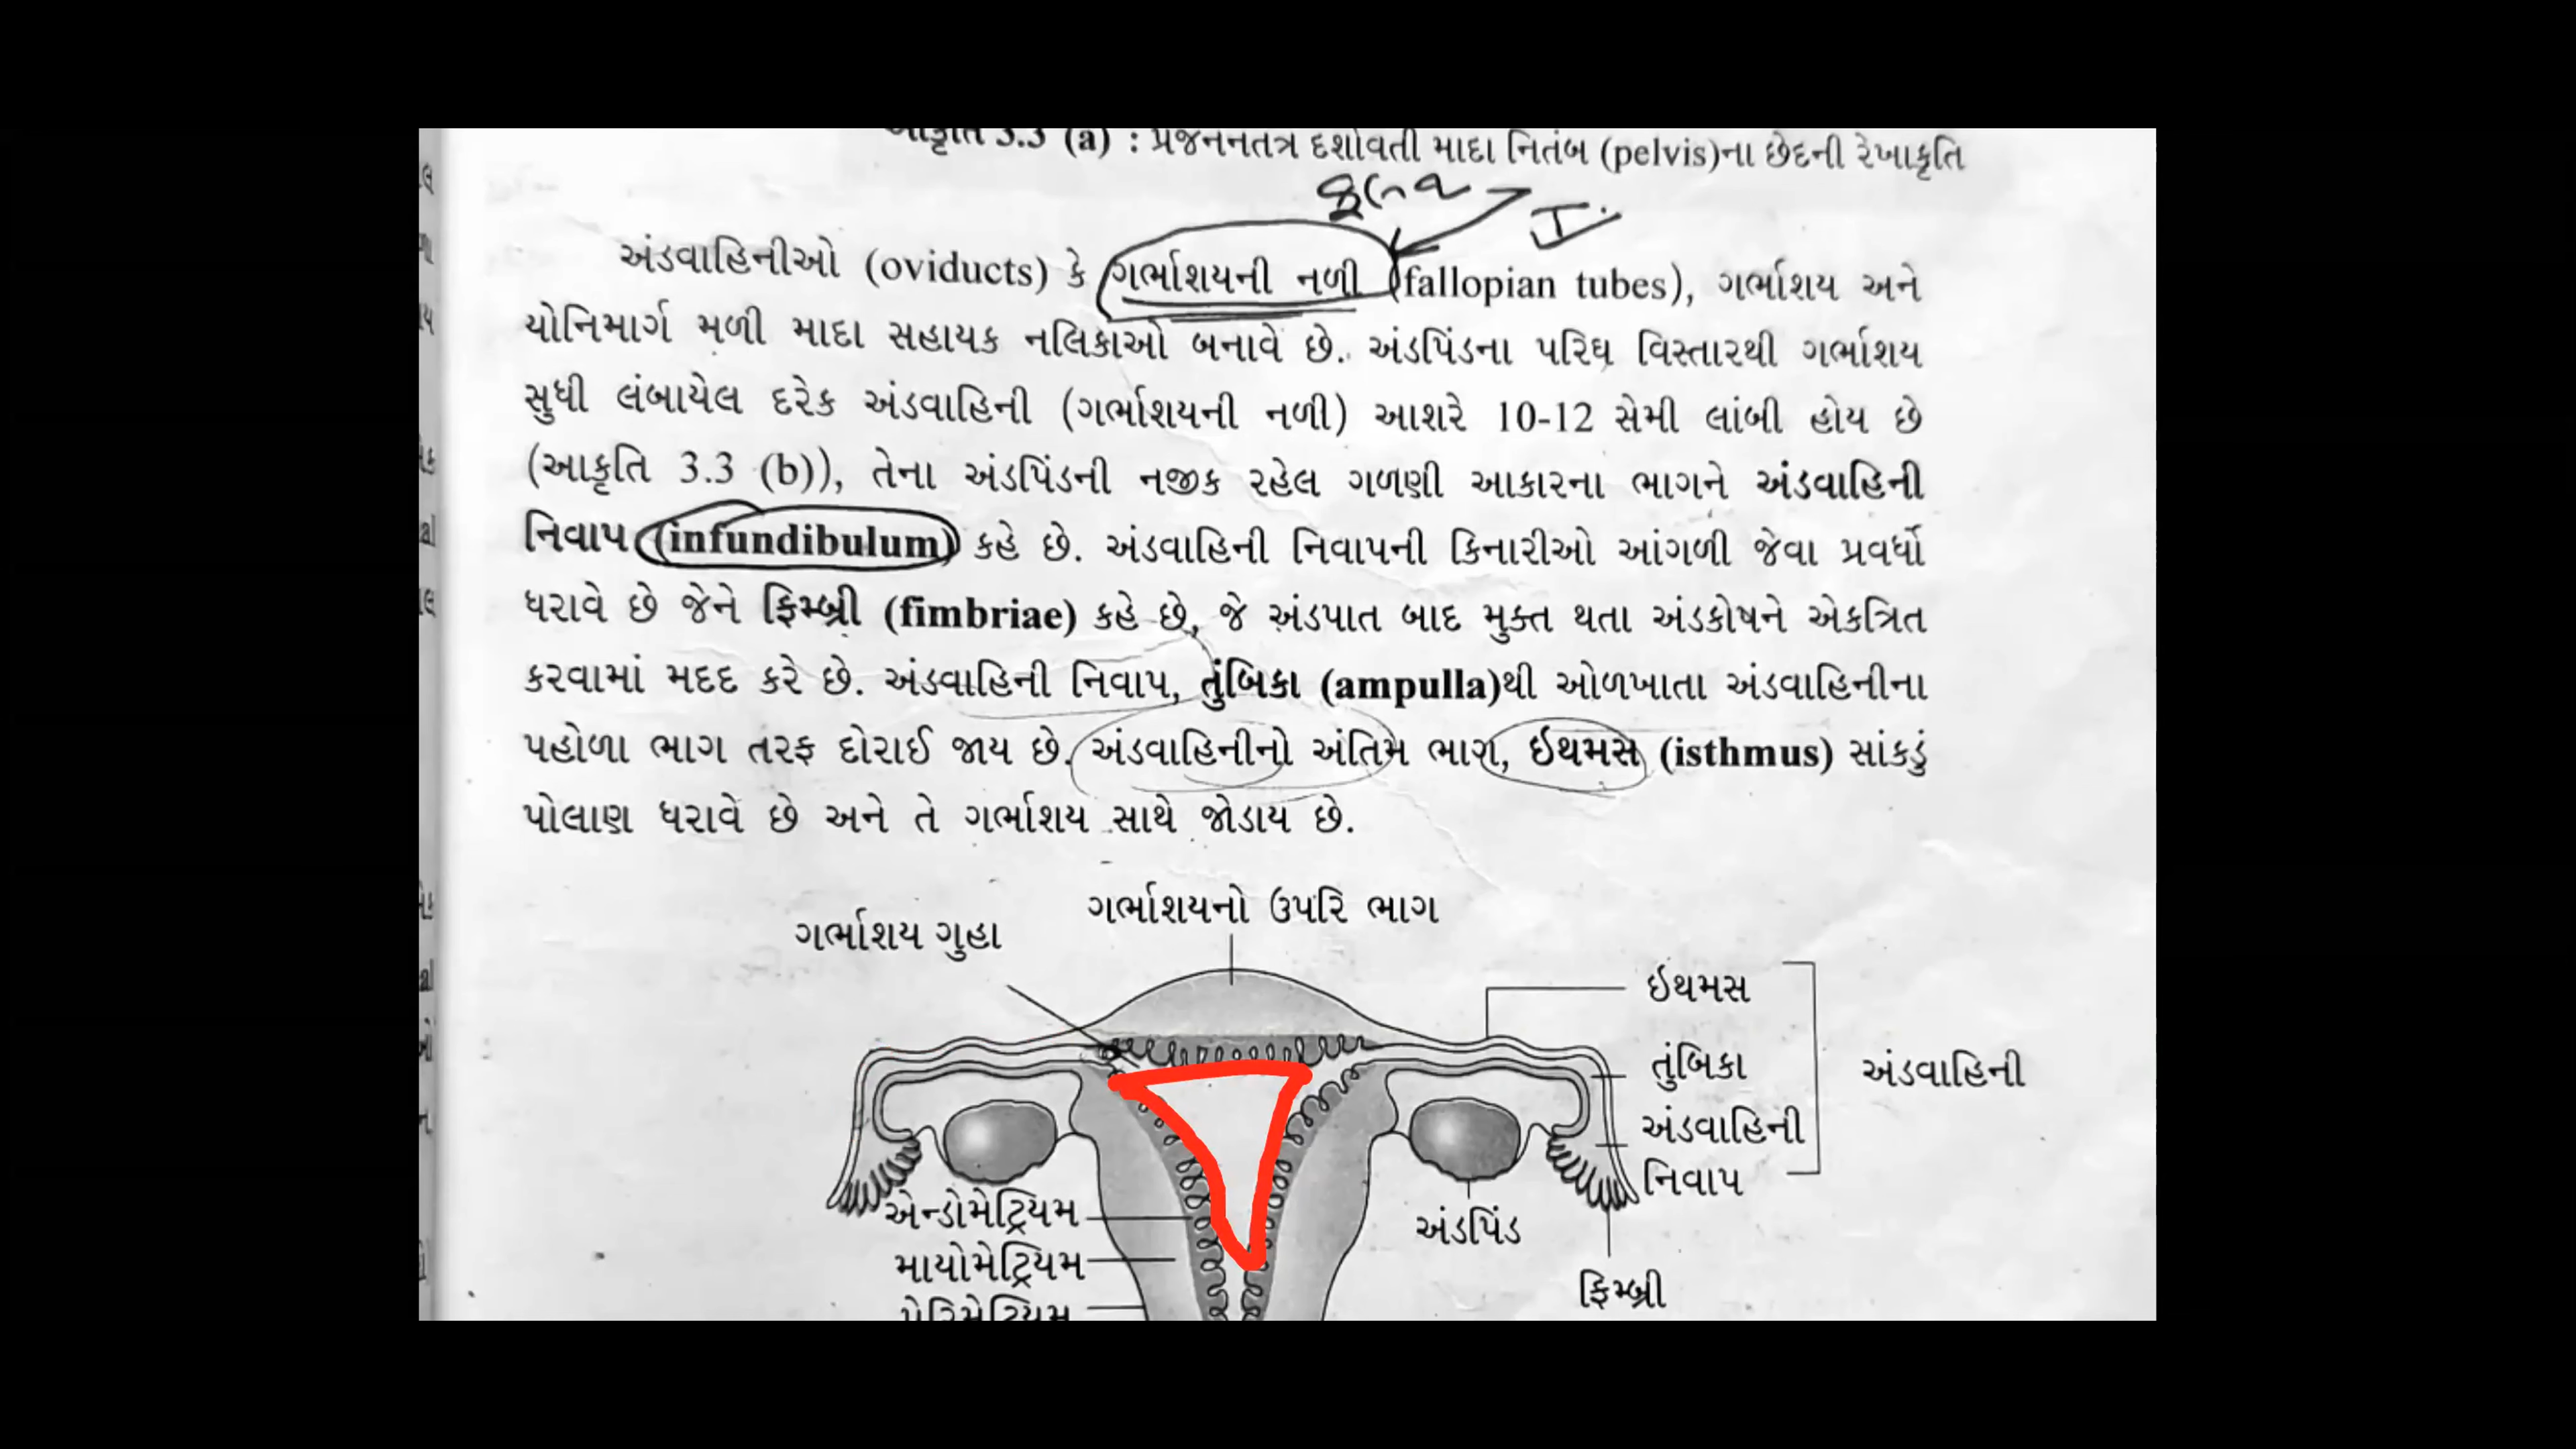 આકૃતિ 3.3 (a) : પ્રજનનતંત્ર દર્શાવતી માદા નિતંબ (pelvis)ના છેદની રેખાકૃતિ
અંડવાહિનીઓ (oviducts) કે ગર્ભાશયની નળી (fallopian tubes), ગર્ભાશય અને
યોનિમાર્ગ મળી માદા સહાયક નલિકાઓ બનાવે છે. અંડપિંડના પરિઘ વિસ્તારથી ગર્ભાશય
સુધી લંબાયેલ દરેક અંડવાહિની (ગર્ભાશયની નળી) આશરે 10-12 સેમી લાંબી હોય છે
(આકૃતિ 3.3 (b)), તેના અંડપિંડની નજીક રહેલ ગળણી આકારના ભાગને અંડવાહિની
નિવાપ (infundibulum) કહે છે. અંડવાહિની નિવાપની કિનારીઓ આંગળી જેવા પ્રવર્ધો
ધરાવે છે જેને ફિમ્બ્રી (fimbriae) કહે છે, જે અંડપાત બાદ મુક્ત થતા અંડકોષને એકત્રિત
કરવામાં મદદ કરે છે. અંડવાહિની નિવાપ, તુંબિકા (ampulla)થી ઓળખાતા અંડવાહિનીના
પહોળા ભાગ તરફ દોરાઈ જાય છે. અંડવાહિનીનો અંતિમ ભાગ, ઈથમસ (isthmus) સાંકડું
પોલાણ ધરાવે છે અને તે ગર્ભાશય સાથે જોડાય છે.
ગર્ભાશયનો ઉપરિ ભાગ
ગર્ભાશય ગુહા
ઈથમસ
તુંબિકા
અંડવાહિની
અંડવાહિની
નિવાપ
એન્ડોમેટ્રિયમ
અંડપિંડ
માયોમેટ્રિયમ
ફિમ્બ્રી
પેરિમેટ્રિયમ